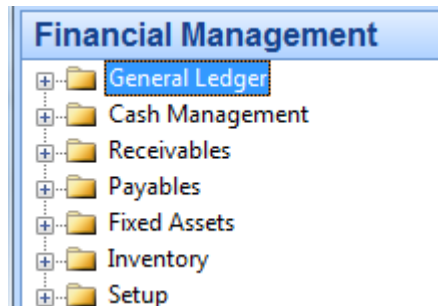 Financial Management
General Ledger
Cash Management
Receivables
Payables
Fixed Assets
Inventory
Setup